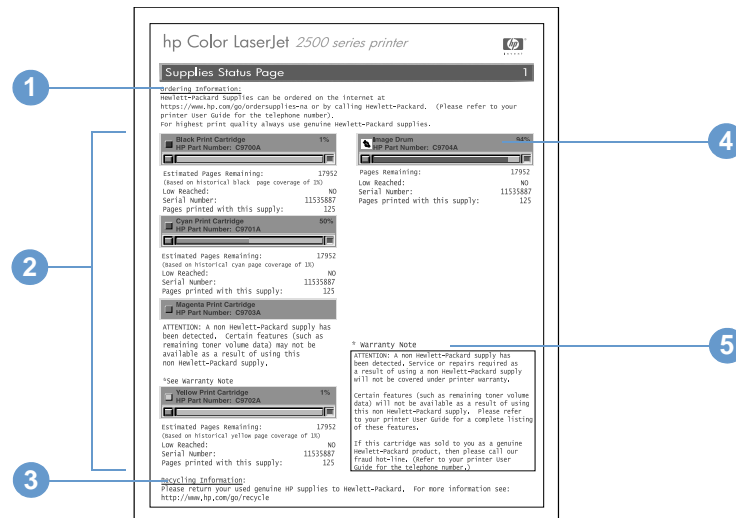 hp Color LaserJet 2500 series printer
hp
invent
Supplies Status Page 1
1
Ordering Information:
Hewlett-Packard Supplies can be ordered on the internet at
https://www.hp.com/go/ordersupplies-na or by calling Hewlett-Packard. (Please refer to your
printer User Guide for the telephone number).
For highest print quality always use genuine Hewlett-Packard supplies.
2
Black Print Cartridge 1%
HP Part Number: C9700A
Estimated Pages Remaining: 17952
(Based on historical black page coverage of 1%)
Low Reached: NO
Serial Number: 11535887
Pages printed with this supply: 125
Cyan Print Cartridge 50%
HP Part Number: C9701A
Estimated Pages Remaining: 17952
(Based on historical cyan page coverage of 1%)
Low Reached: NO
Serial Number: 11535887
Pages printed with this supply: 125
Magenta Print Cartridge
HP Part Number: C9703A
ATTENTION: A non Hewlett-Packard supply has
been detected. Certain features (such as
remaining toner volume data) may not be
available as a result of using this
non Hewlett-Packard supply.
*See Warranty Note
Yellow Print Cartridge 1%
HP Part Number: C9702A
Estimated Pages Remaining: 17952
(Based on historical yellow page coverage of 1%)
Low Reached: NO
Serial Number: 11535887
Pages printed with this supply: 125
4
Image Drum 94%
HP Part Number: C9704A
Pages Remaining: 17952
Low Reached: NO
Serial Number: 11535887
Pages printed with this supply: 125
5
* Warranty Note
ATTENTION: A non Hewlett-Packard supply has
been detected. Service or repairs required as
a result of using a non Hewlett-Packard supply
will not be covered under printer warranty.
Certain features (such as remaining toner volume
data) will not be available as a result of using
this non Hewlett-Packard supply. Please refer
to your printer User Guide for a complete listing
of these features.
If this cartridge was sold to you as a genuine
Hewlett-Packard product, then please call our
fraud hot-line. (Refer to your printer User
Guide for the telephone number.)
3
Recycling Information:
Please return your used genuine HP supplies to Hewlett-Packard. For more information see:
http://www.hp.com/go/recycle